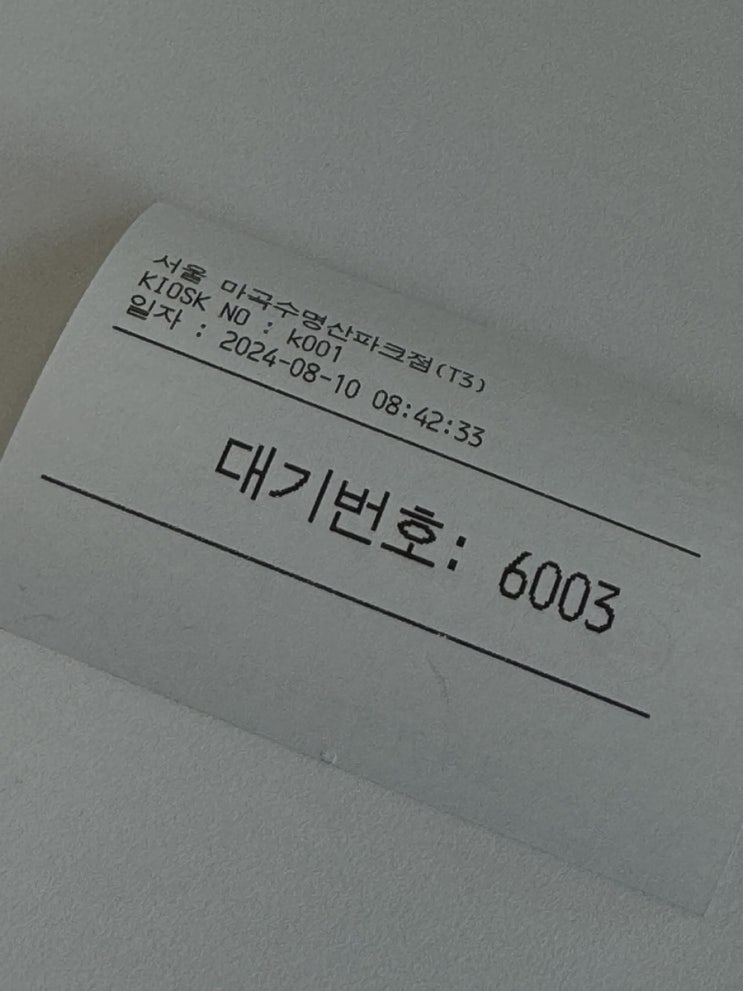 서울 마곡수명산파크점(T3)
KIOSK NO : k001
일자 : 2024-08-10 08:42:33
대기번호: 6003